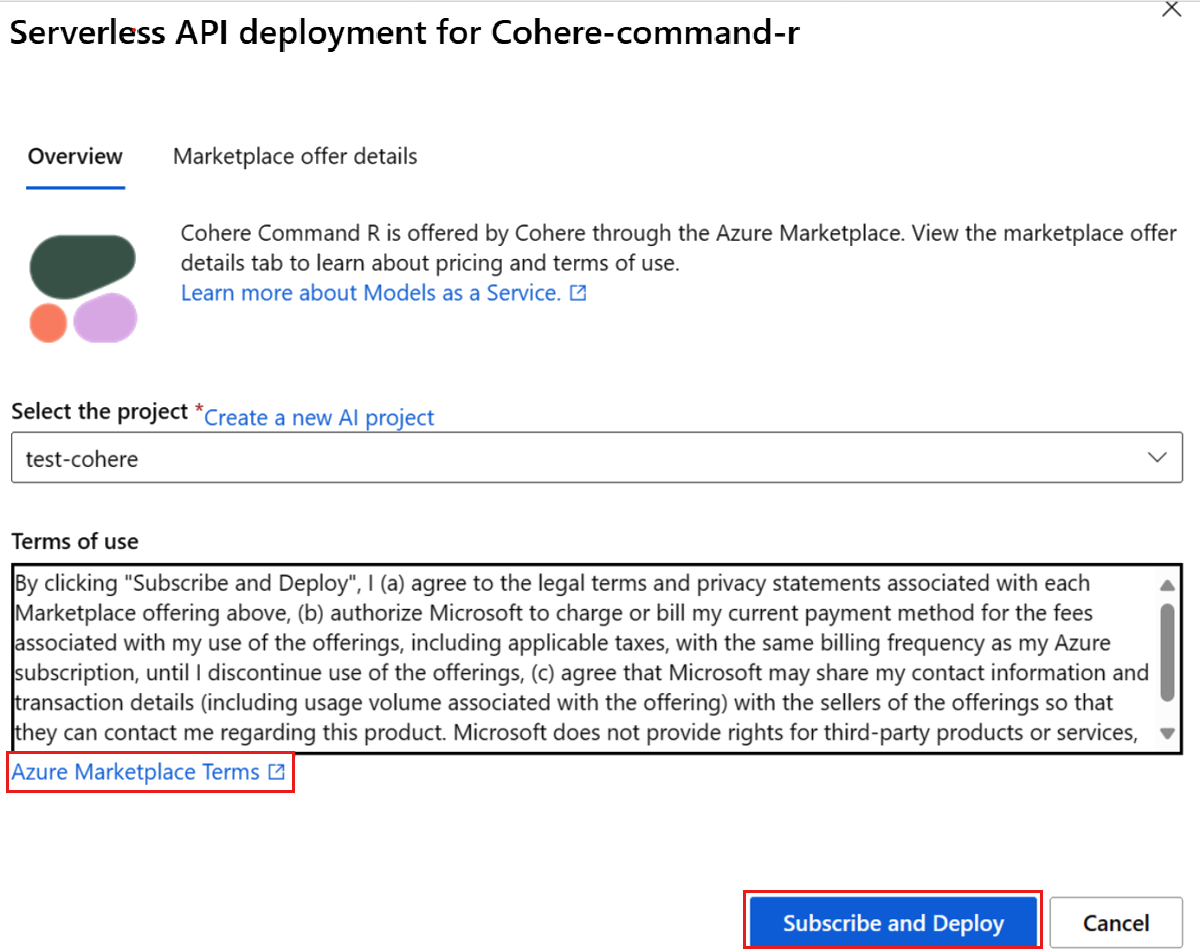 Serverless API deployment for Cohere-command-r
Overview
Marketplace offer details
Cohere Command R is offered by Cohere through the Azure Marketplace. View the marketplace offer
details tab to learn about pricing and terms of use.
Learn more about Models as a Service.
Select the project *
Create a new AI project
test-cohere
Terms of use
By clicking "Subscribe and Deploy", I (a) agree to the legal terms and privacy statements associated with each
Marketplace offering above, (b) authorize Microsoft to charge or bill my current payment method for the fees
associated with my use of the offerings, including applicable taxes, with the same billing frequency as my Azure
subscription, until I discontinue use of the offerings, (c) agree that Microsoft may share my contact information and
transaction details (including usage volume associated with the offering) with the sellers of the offerings so that
they can contact me regarding this product. Microsoft does not provide rights for third-party products or services,
Azure Marketplace Terms
Subscribe and Deploy
Cancel